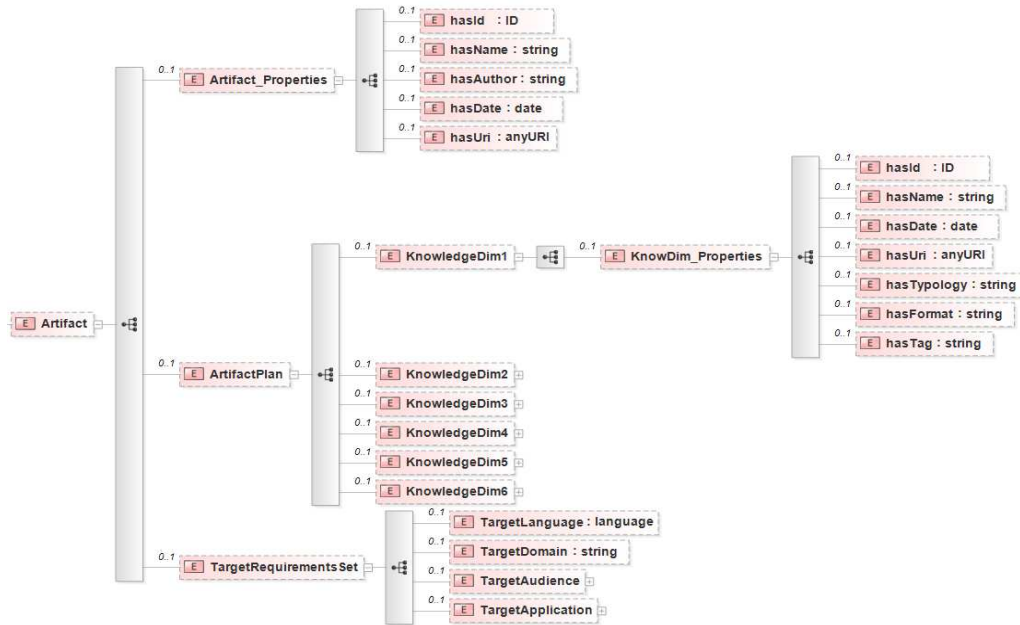 0..1
E hasId : ID
0..1
E hasName : string
0..1
E Artifact_Properties
0..1
E hasAuthor : string
0..1
E hasDate : date
0..1
E hasUri : anyURI
0..1
E hasId : ID
0..1
E hasName : string
0..1
E hasDate : date
0..1
E KnowledgeDim1
0..1
E KnowDim_Properties
0..1
E hasUri : anyURI
0..1
E hasTypology : string
0..1
E hasFormat : string
0..1
E hasTag : string
E Artifact
0..1
E ArtifactPlan
0..1
E KnowledgeDim2
0..1
E KnowledgeDim3
0..1
E KnowledgeDim4
0..1
E KnowledgeDim5
0..1
E KnowledgeDim6
0..1
E TargetRequirementsSet
0..1
E TargetLanguage : language
0..1
E TargetDomain : string
0..1
E TargetAudience
0..1
E TargetApplication